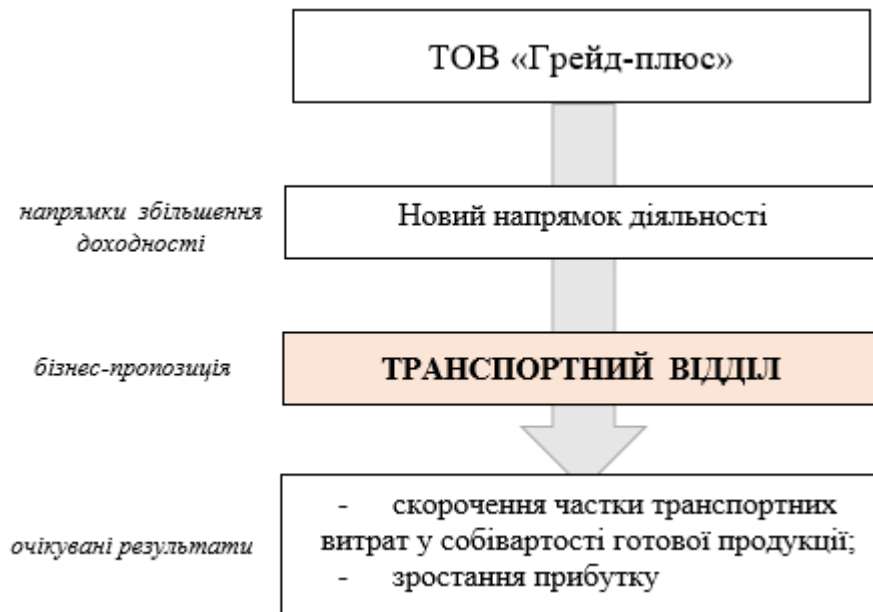 ТОВ «Грейд-плюс»
напрямки збільшення
доходності
Новий напрямок діяльності
бізнес-пропозиція
ТРАНСПОРТНИЙ ВІДДІЛ
очікувані результати
- скорочення частки транспортних
витрат у собівартості готової продукції;
- зростання прибутку